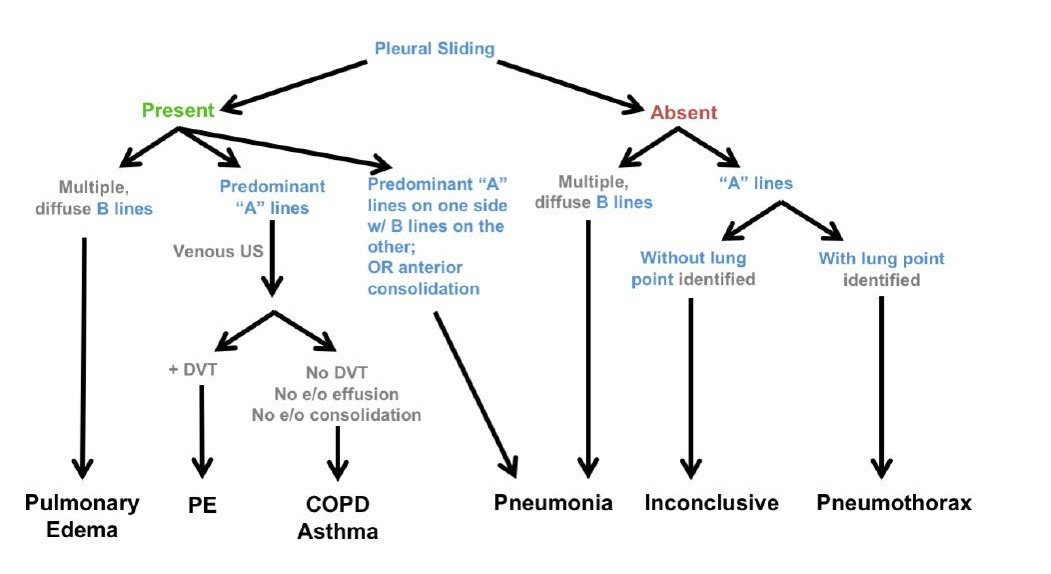 Pleural Sliding
Present
Absent
Multiple,
diffuse B lines
Predominant
“A” lines
Predominant “A”
lines on one side
w/ B lines on the
other;
OR anterior
consolidation
Multiple,
diffuse B lines
“A” lines
Venous US
Without lung
point identified
With lung point
identified
+ DVT
No DVT
No e/o effusion
No e/o consolidation
Pulmonary
Edema
PE
COPD
Asthma
Pneumonia
Inconclusive
Pneumothorax